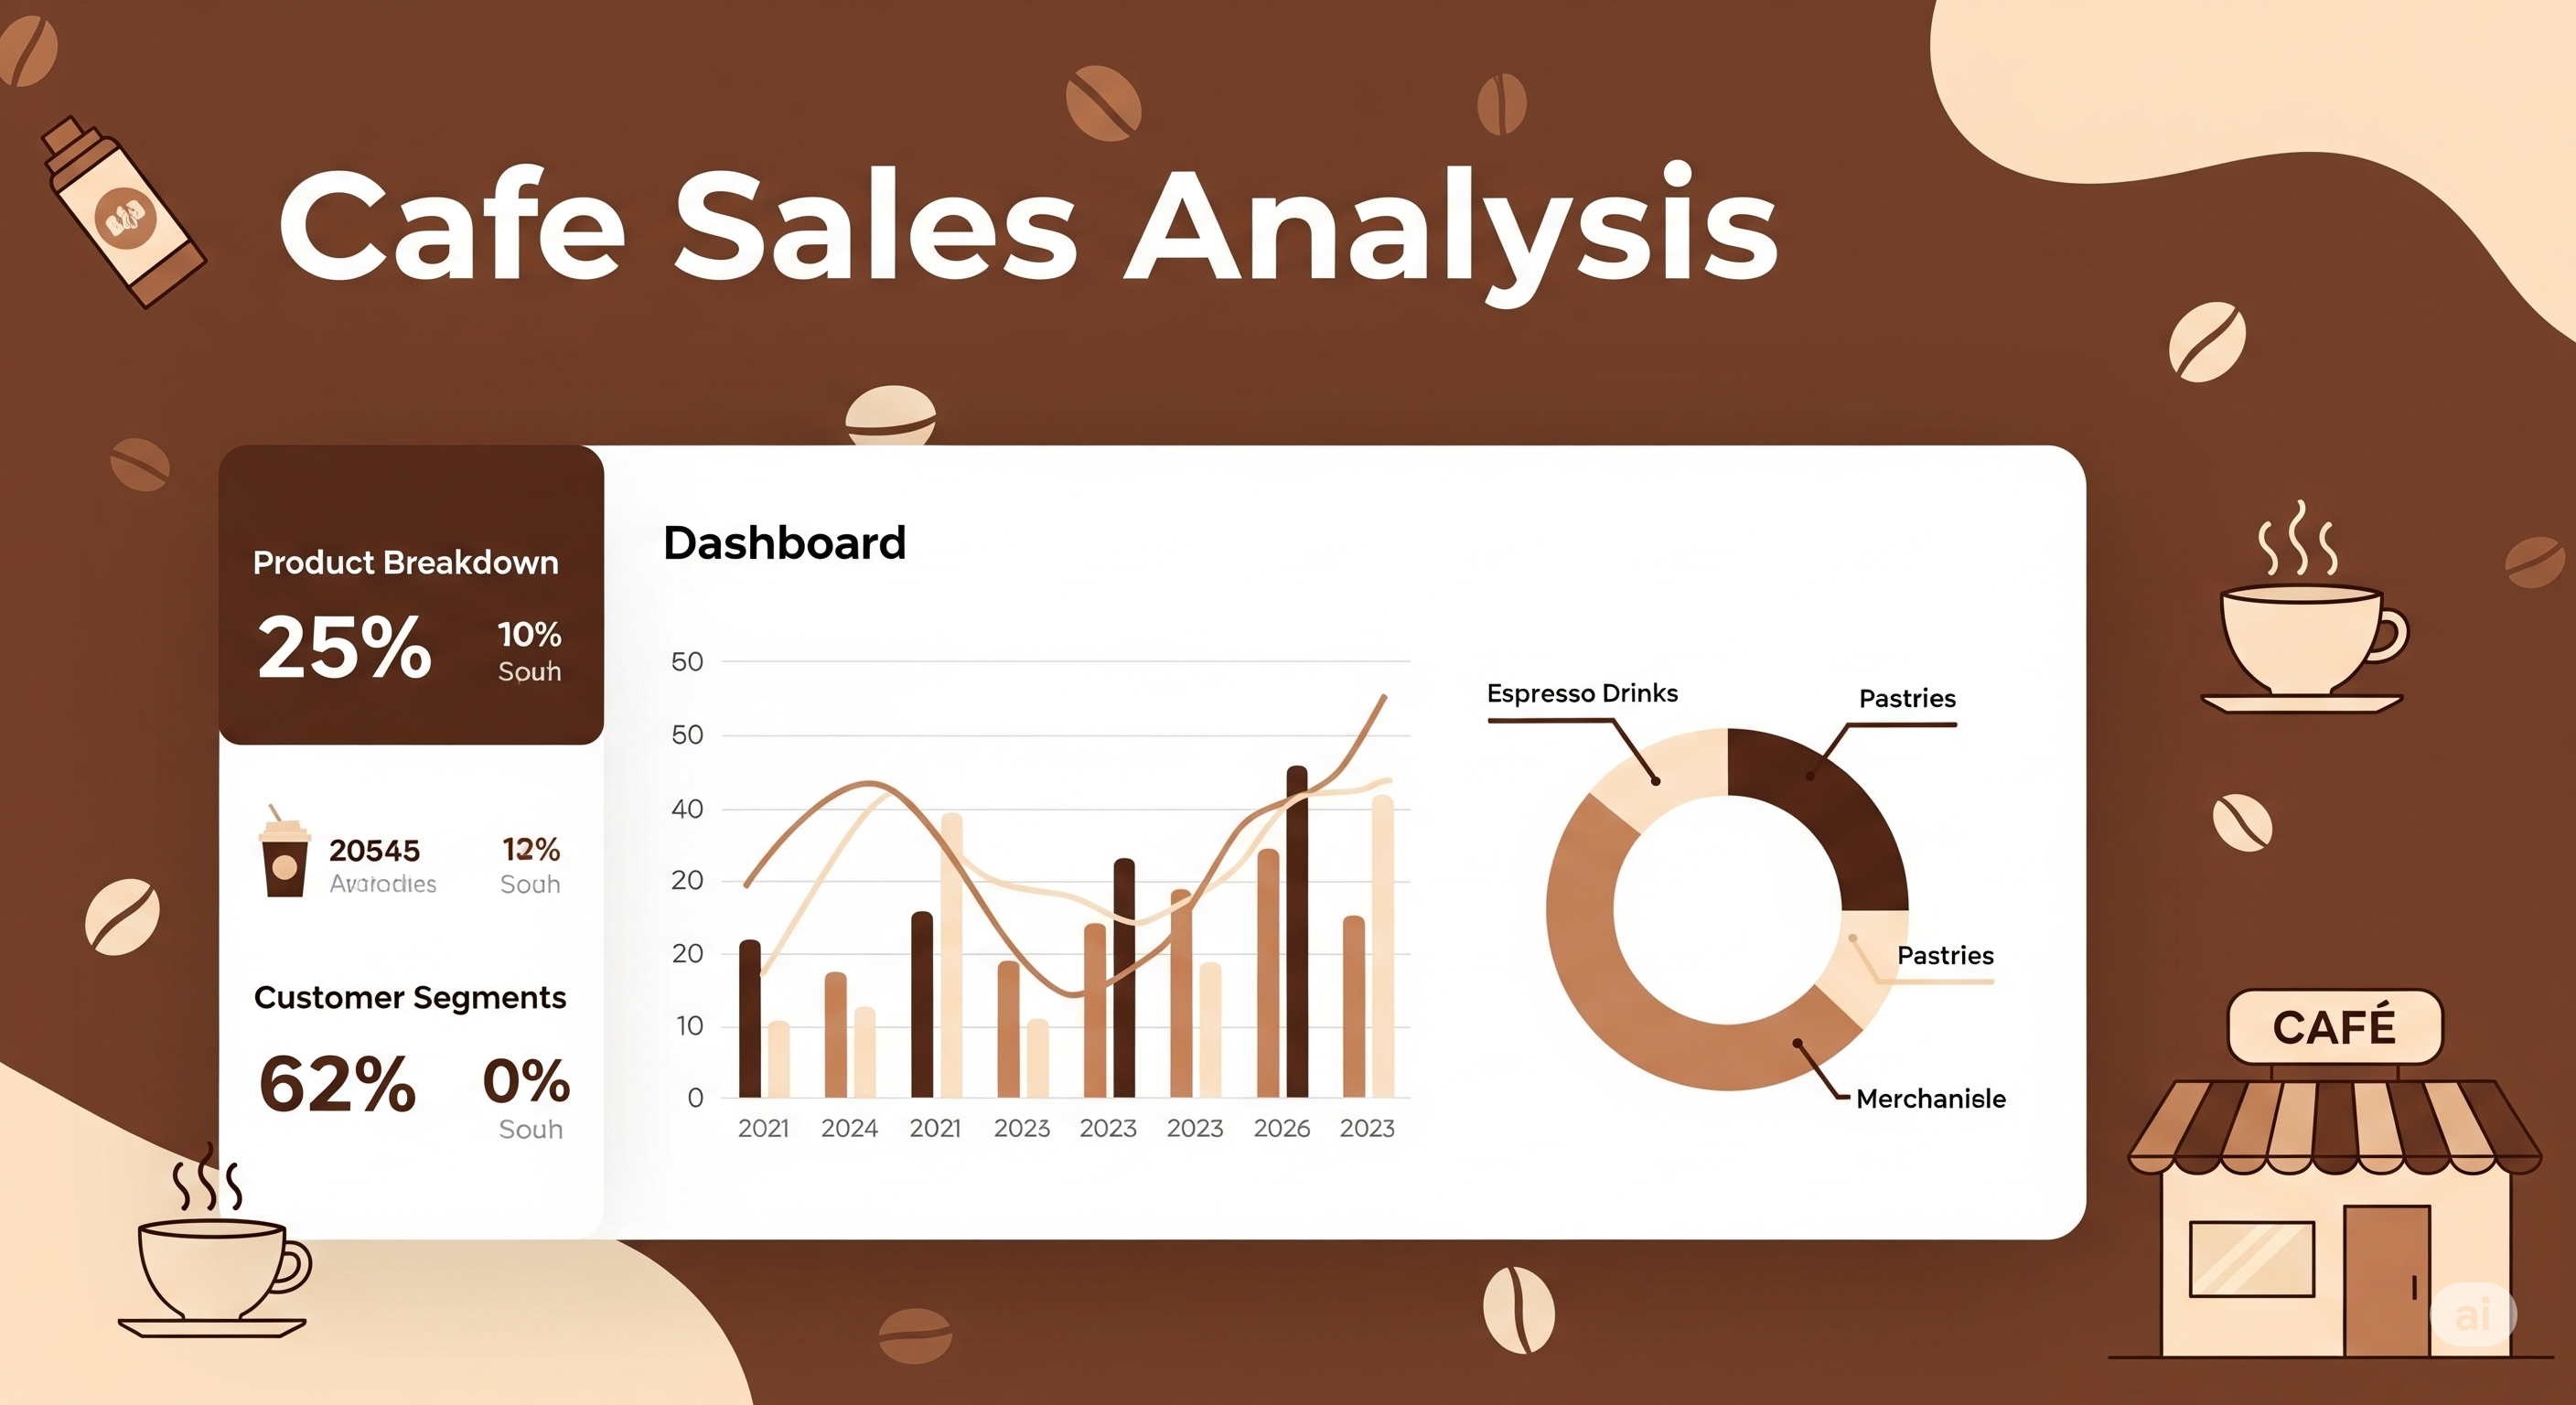 Cafe Sales Analysis
Product Breakdown
25%
10%
Souh
20545
12%
Souh
Customer Segments
62%
0%
Souh
Dashboard
50
50
40
20
20
10
0
2021 2024 2021 2023 2023 2023 2026 2023
Espresso Drinks
Pastries
Pastries
Merchanisle
CAFÉ
ai